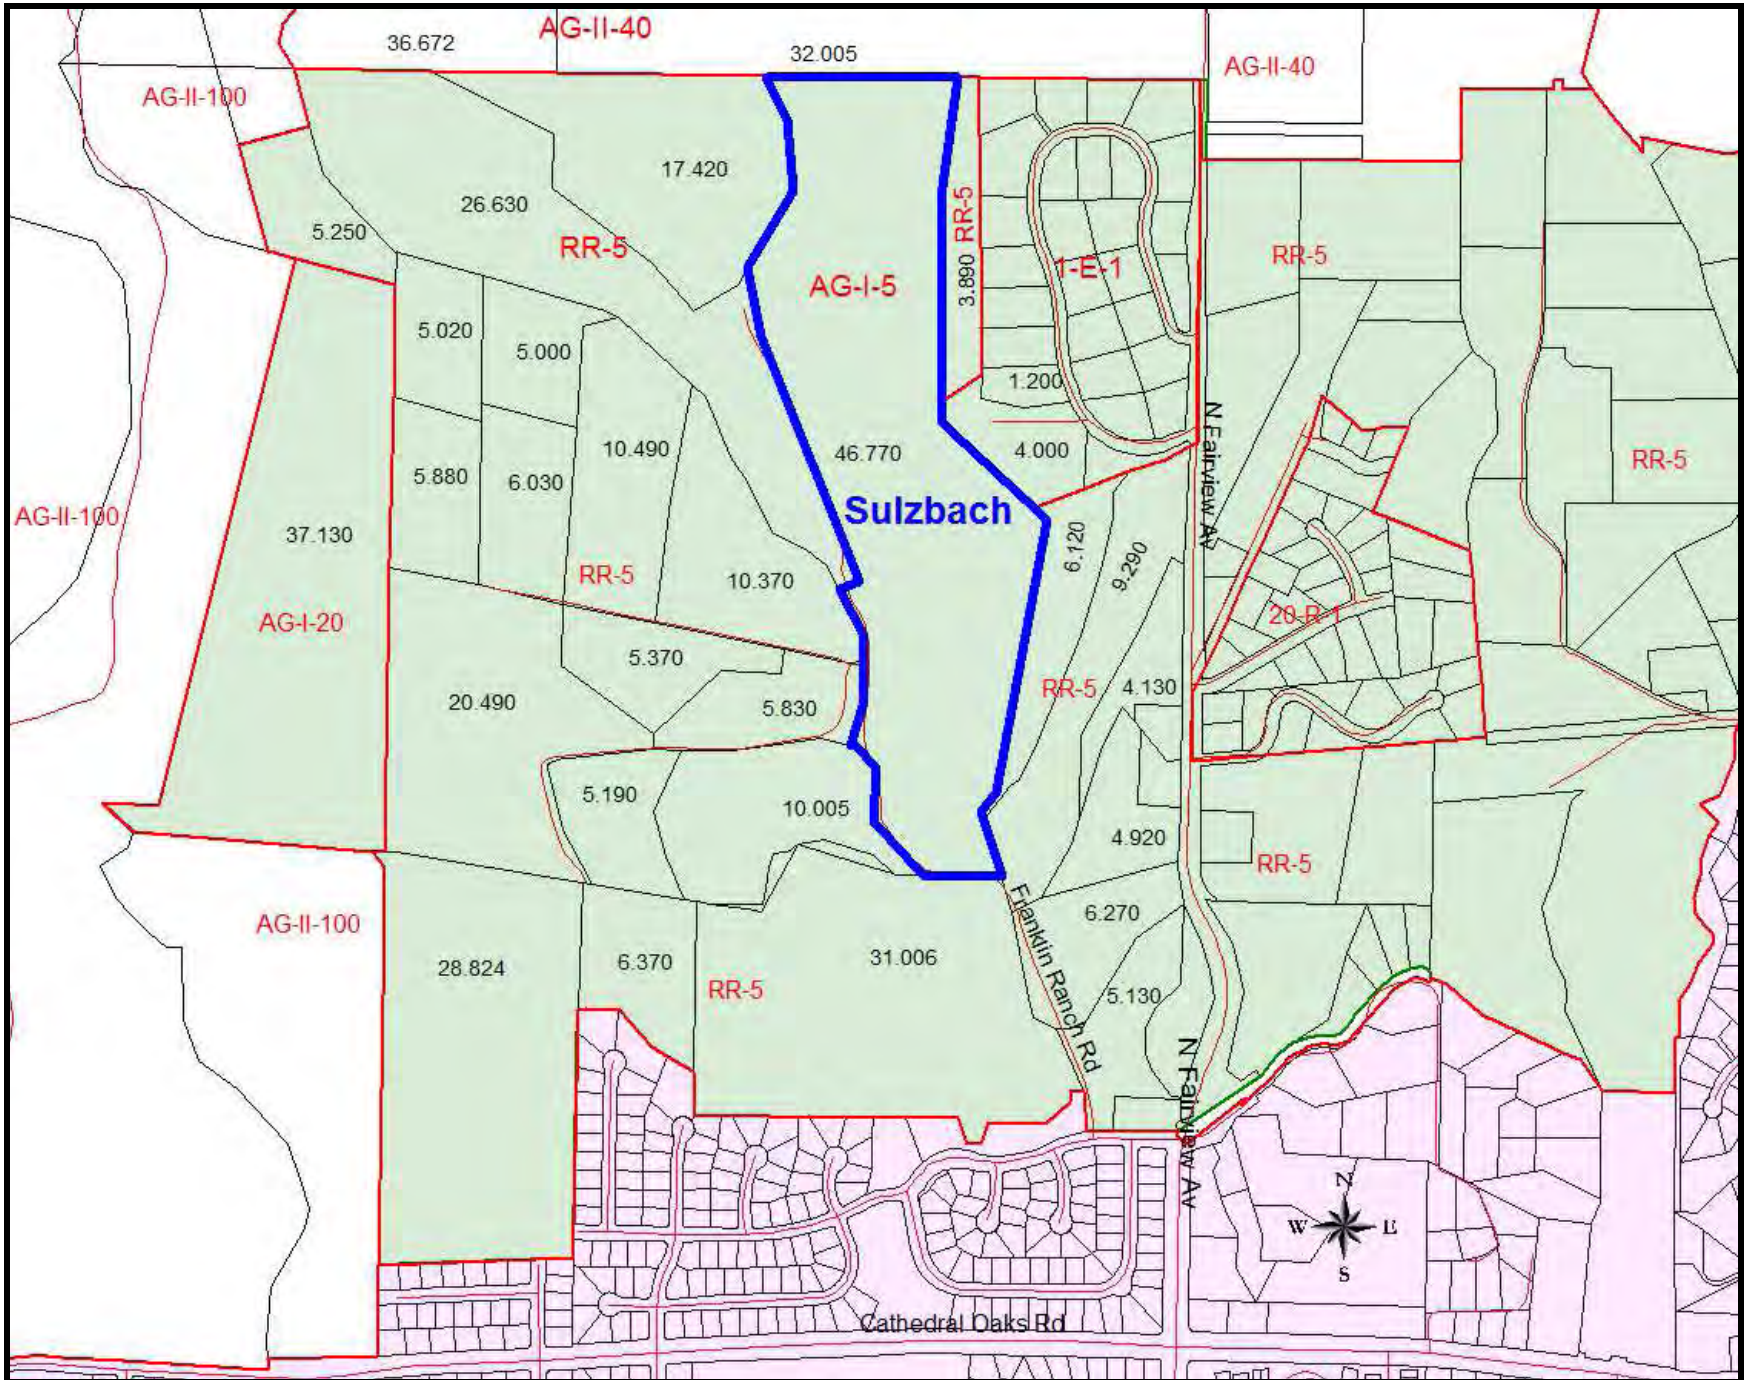 AG-II-40
36.672
32.005
AG-II-40
AG-II-100
17.420
26.630
5.250
RR-5
RR-5
AG-I-5
3.890
1-E-1
RR-5
5.020
5.000
1.200
N Fairview Av
10.490
46.770
4.000
RR-5
5.880
6.030
Sulzbach
AG-II-100
37.130
6.120
9.290
RR-5
10.370
AG-I-20
20-R-1
5.370
RR-5
4.130
20.490
5.830
5.190
10.005
4.920
RR-5
AG-II-100
Franklin Ranch Rd
6.270
28.824
6.370
31.006
RR-5
5.130
N Fairview Av
N
W E
S
Cathedral Oaks Rd